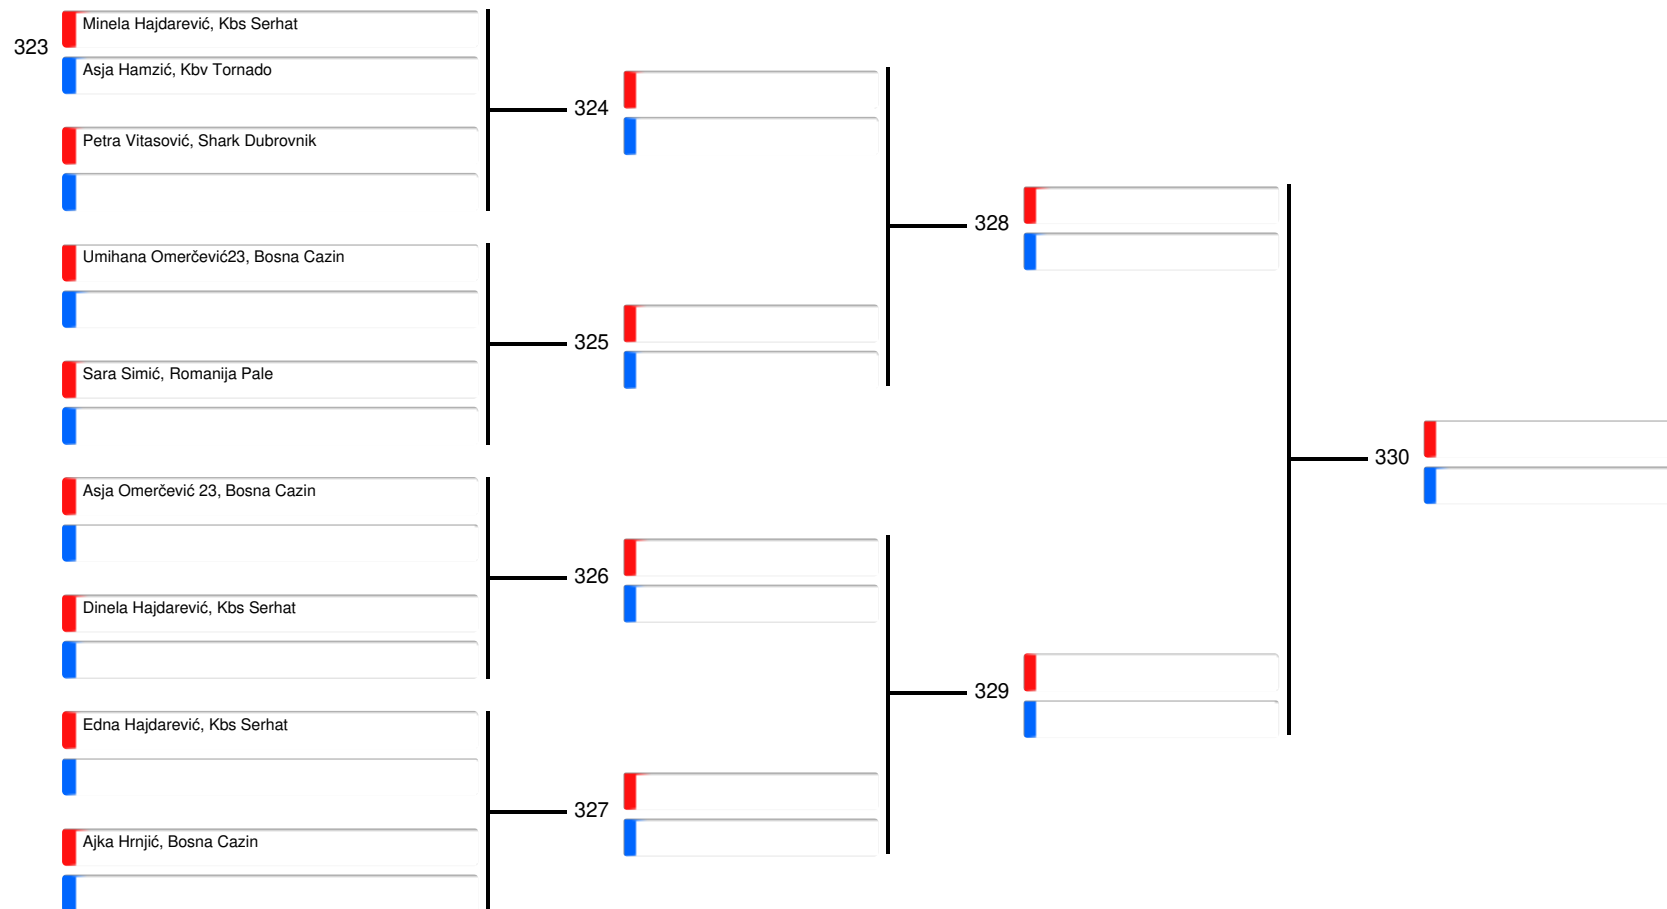 323
Minela Hajdarević, Kbs Serhat
Asja Hamzić, Kbv Tornado
Petra Vitasović, Shark Dubrovnik
Umihana Omerčević23, Bosna Cazin
Sara Simić, Romanija Pale
Asja Omerčević 23, Bosna Cazin
Dinela Hajdarević, Kbs Serhat
Edna Hajdarević, Kbs Serhat
Ajka Hrnjić, Bosna Cazin
324
325
326
327
328
329
330